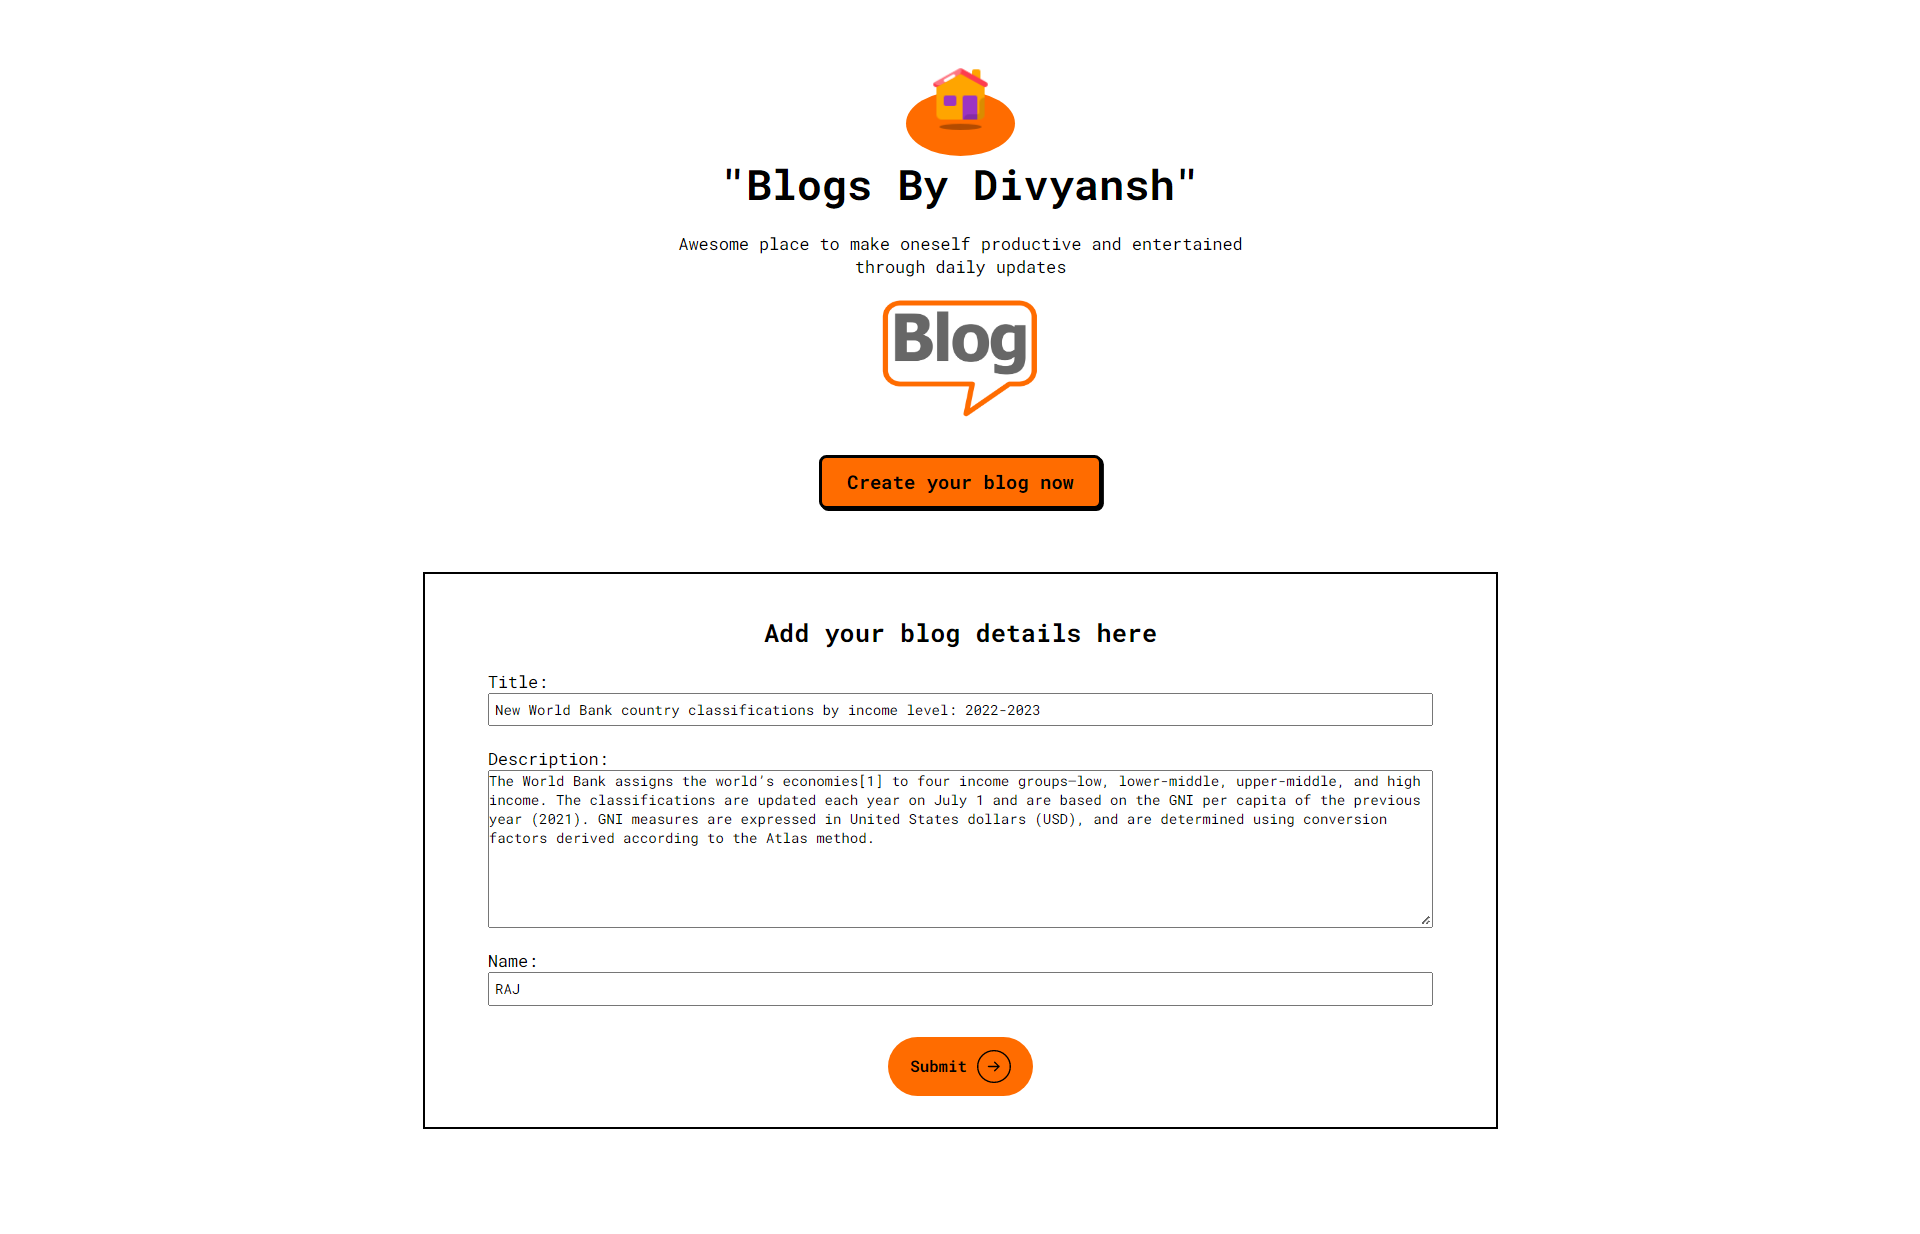 "Blogs By Divyansh"
Awesome place to make oneself productive and entertained
through daily updates
Blog
Create your blog now
Add your blog details here
Title:
New World Bank country classifications by income level: 2022-2023
Description:
The World Bank assigns the world’s economies[1] to four income groups—low, lower-middle, upper-middle, and high
income. The classifications are updated each year on July 1 and are based on the GNI per capita of the previous
year (2021). GNI measures are expressed in United States dollars (USD), and are determined using conversion
factors derived according to the Atlas method.
Name:
RAJ
Submit